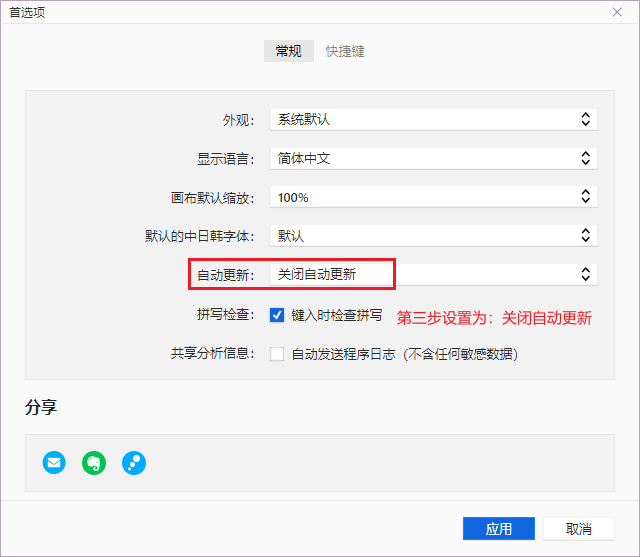 首选项
常规 快捷键
外观： 系统默认
显示语言： 简体中文
画布默认缩放： 100%
默认的中日韩字体： 默认
自动更新： 关闭自动更新
拼写检查： 键入时检查拼写 第三步设置为：关闭自动更新
共享分析信息： 自动发送程序日志（不含任何敏感数据）
分享
应用 取消